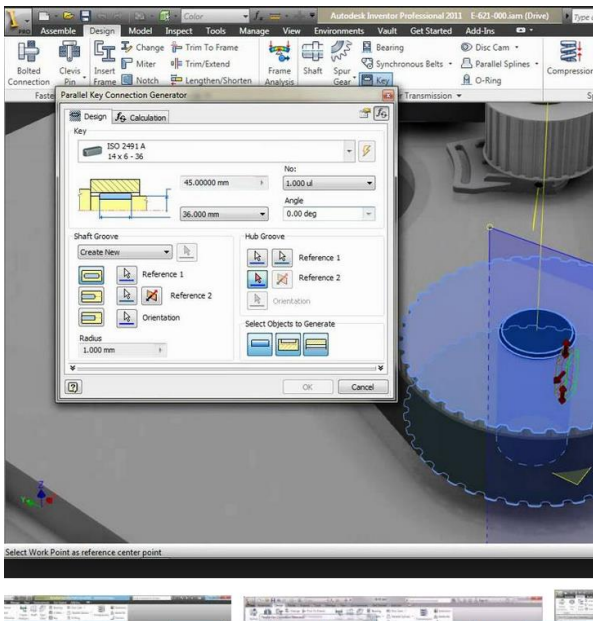 PRO
Color
Autodesk Inventor Professional 2011 E-621-000.iam (Drive)
Type a
Assemble Design Model Inspect Tools Manage View Environments Vault Get Started Add-Ins
Bolted Connection
Clevis Pin
Insert Frame
Change
Miter
Notch
Trim To Frame
Trim/Extend
Lengthen/Shorten
Frame Analysis
Shaft
Spur Gear
Bearing
Synchronous Belts
Key
Disc Cam
Parallel Splines
O-Ring
Compression
Faste
r Transmission
Sp
Parallel Key Connection Generator
Design Calculation
Key
ISO 2491 A
14 x 6 - 36
45.00000 mm
No:
1.000 ul
36.000 mm
Angle
0.00 deg
Shaft Groove
Create New
Reference 1
Reference 2
Orientation
Radius
1.000 mm
Hub Groove
Reference 1
Reference 2
Orientation
Select Objects to Generate
OK Cancel
Z
Y
Select Work Point as reference center point